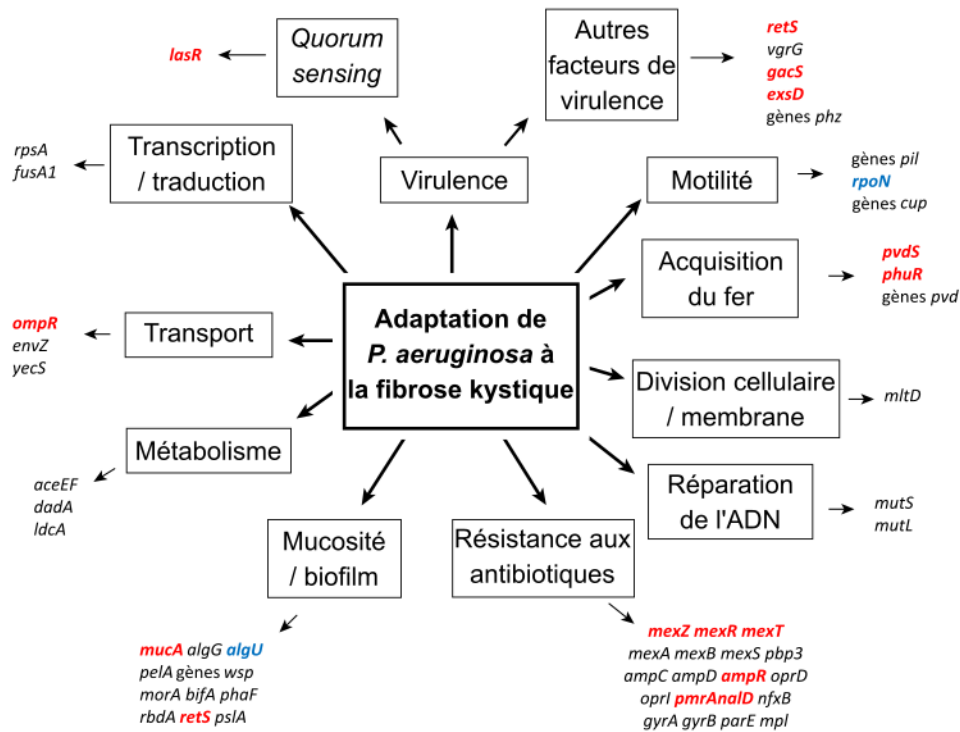 Adaptation de
P. aeruginosa à
la fibrose kystique
Quorum
sensing
lasR
Autres
facteurs de
virulence
retS
vgrG
gacS
exsD
gènes phz
Transcription
/ traduction
rpsA
fusA1
Virulence
Motilité
gènes pil
rpoN
gènes cup
Acquisition
du fer
pvdS
phuR
gènes pvd
Transport
ompR
envZ
yecS
Division cellulaire
/ membrane
mltD
Métabolisme
aceEF
dadA
ldcA
Réparation
de l'ADN
mutS
mutL
Mucosité
/ biofilm
mucA algG algU
pelA gènes wsp
morA bifA phaF
rbdA retS pslA
Résistance aux
antibiotiques
mexZ mexR mexT
mexA mexB mexS pbp3
ampC ampD ampR oprD
oprI pmrAnalD nfxB
gyrA gyrB parE mpl